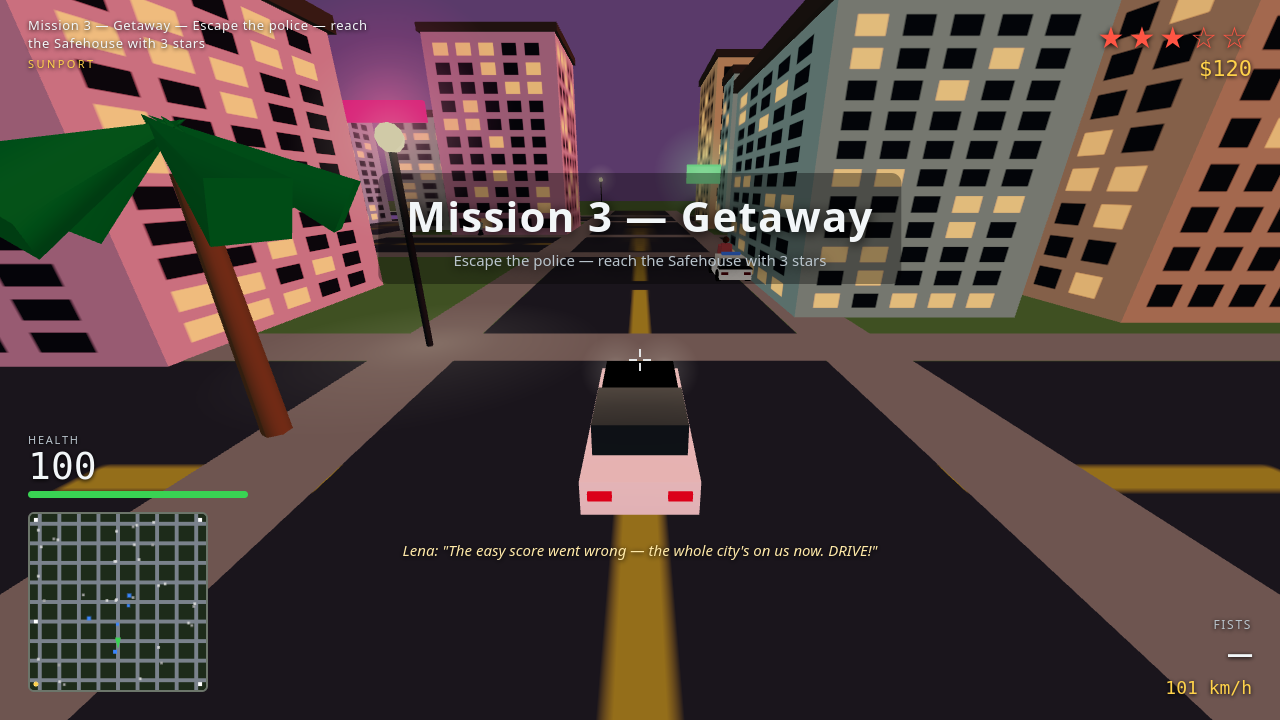 Mission 3 — Getaway — Escape the police — reach
the Safehouse with 3 stars
SUNPORT
$120
Mission 3 — Getaway
Escape the police — reach the Safehouse with 3 stars
HEALTH
100
Lena: "The easy score went wrong — the whole city's on us now. DRIVE!"
FISTS
—
101 km/h